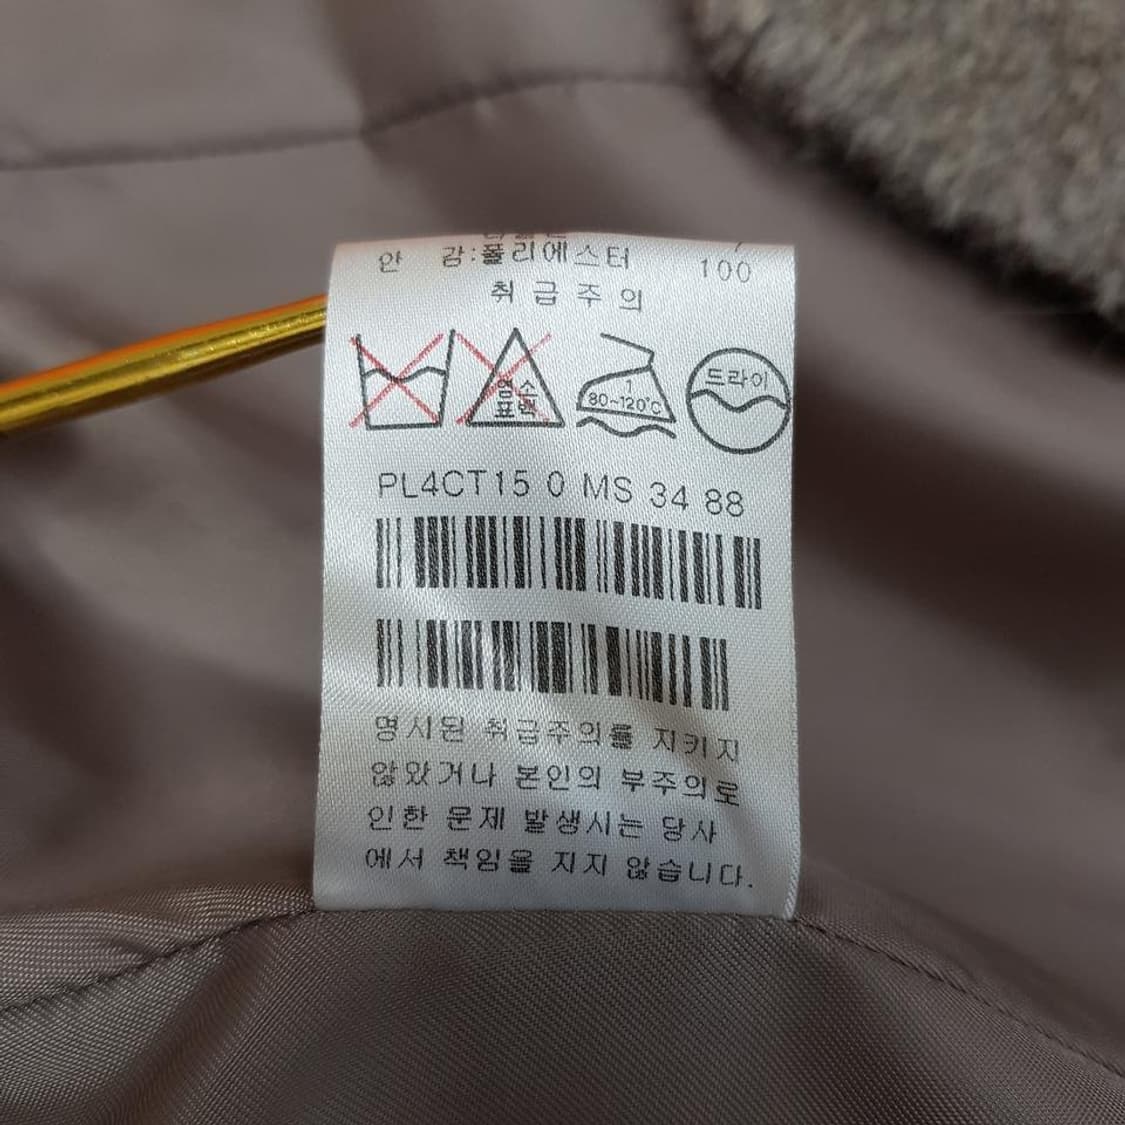 안 감:폴리에스터 100
취급주의
염소
표백
1
80~120°C
드라이
PL4CT15 0 MS 34 88
명시된 취급주의를 지키지
않았거나 본인의 부주의로
인한 문제 발생시는 당사
에서 책임을 지지 않습니다.